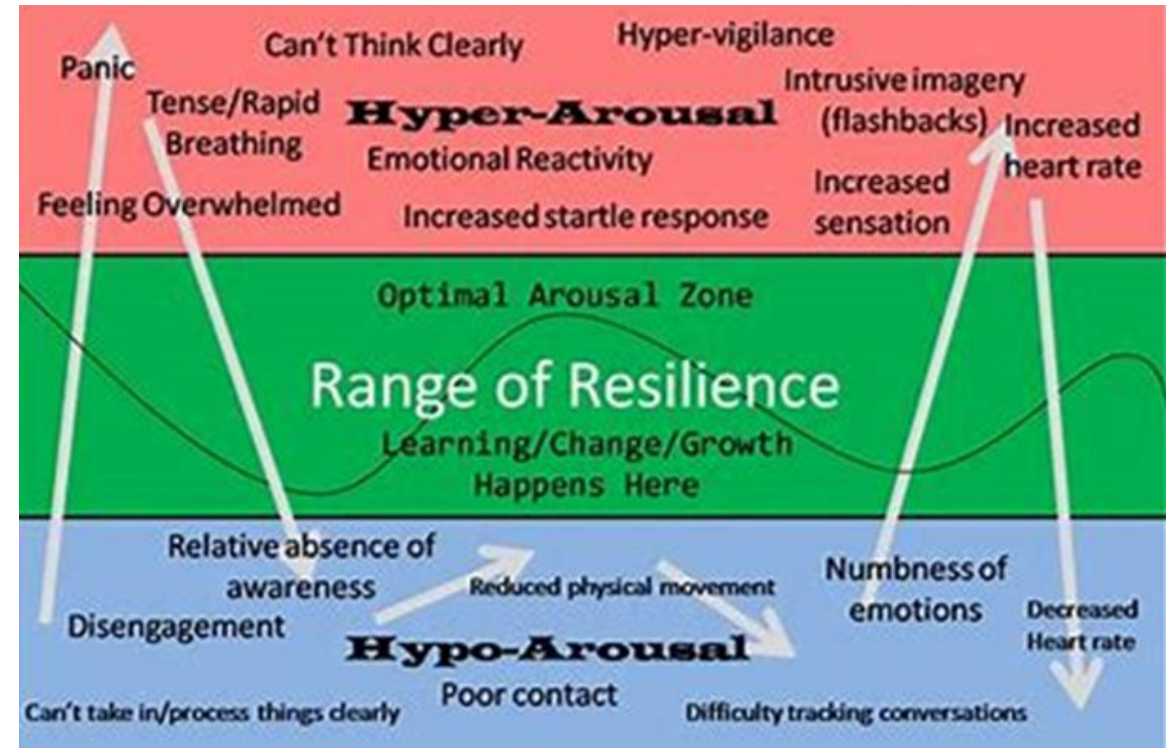 Panic
Can't Think Clearly
Hyper-vigilance
Tense/Rapid
Breathing
Hyper-Arousal
Intrusive imagery
(flashbacks)
Increased
heart rate
Emotional Reactivity
Feeling Overwhelmed
Increased startle response
Increased
sensation
Optimal Arousal Zone
Range of Resilience
Learning/Change/Growth
Happens Here
Relative absence of
awareness
Disengagement
Reduced physical movement
Numbness of
emotions
Decreased
Heart rate
Hypo-Arousal
Poor contact
Can't take in/process things clearly
Difficulty tracking conversations